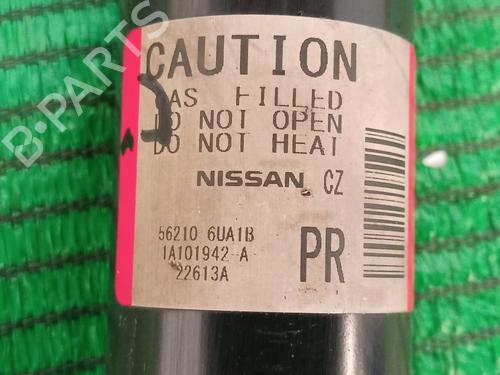 CAUTION
GAS FILLED
DO NOT OPEN
DO NOT HEAT
NISSAN CZ
56210 6UA1B
1A101942-A
22613A
PR
B-PARTS